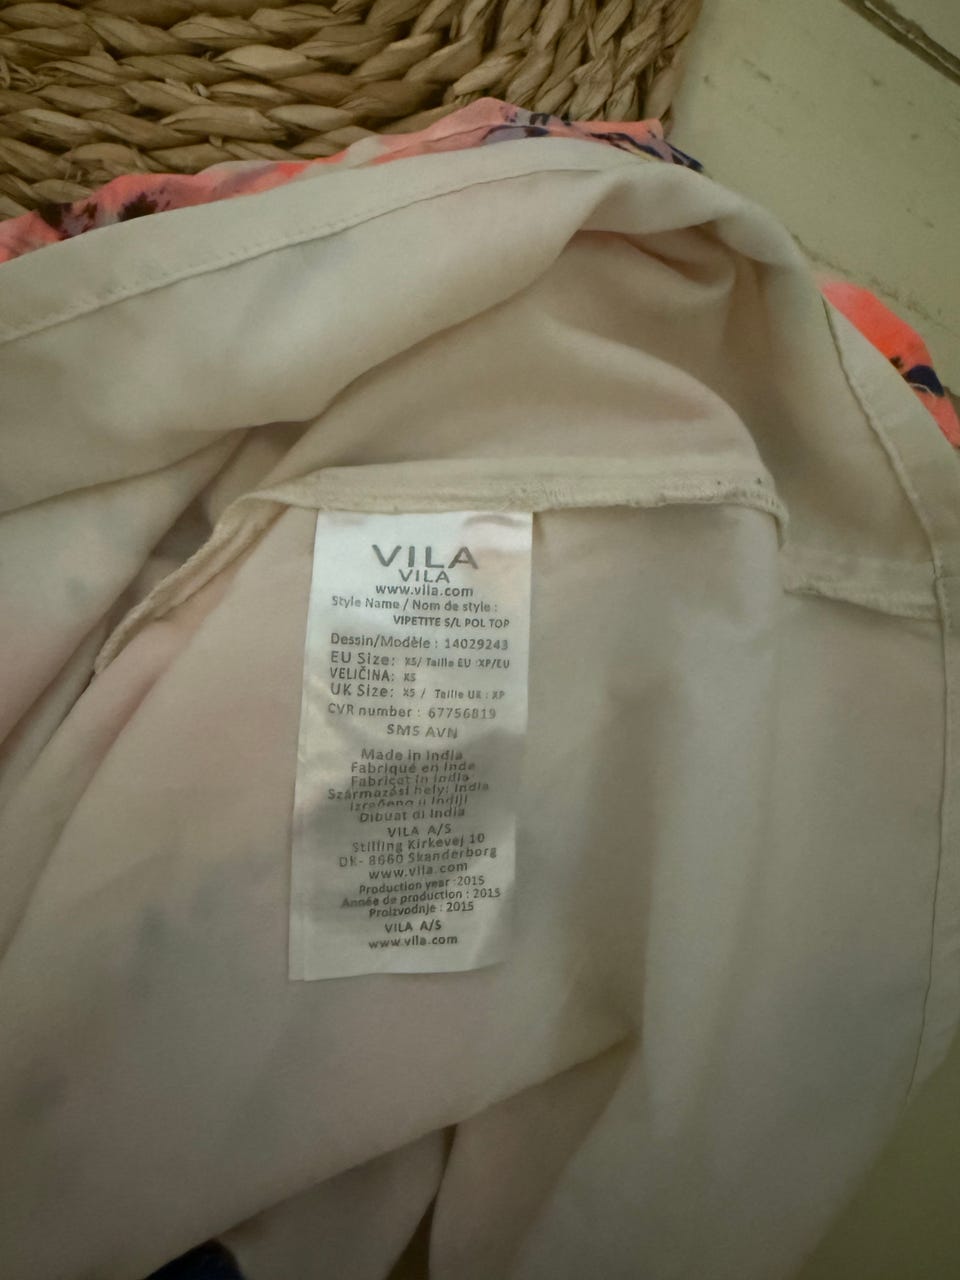 VILA
VILA
www.vila.com
Style Name / Nom de style :
VIPETITE S/L POL TOP
Dessin/Modèle : 14029243
EU Size: XS/ Taille EU :XP/EU
VELIČINA: XS
UK Size: XS / Taille UK : XP
CVR number : 67756819
SMS AVN
Made in India
Fabriqué en Inde
Fabricat în India
Származási hely: India
Izrađeno u Indiji
Dibuat di India
VILA A/S
Stilling Kirkevej 10
DK- 8660 Skanderborg
www.vila.com
Production year :2015
Année de production : 2015
Proizvodnje : 2015
VILA A/S
www.vila.com